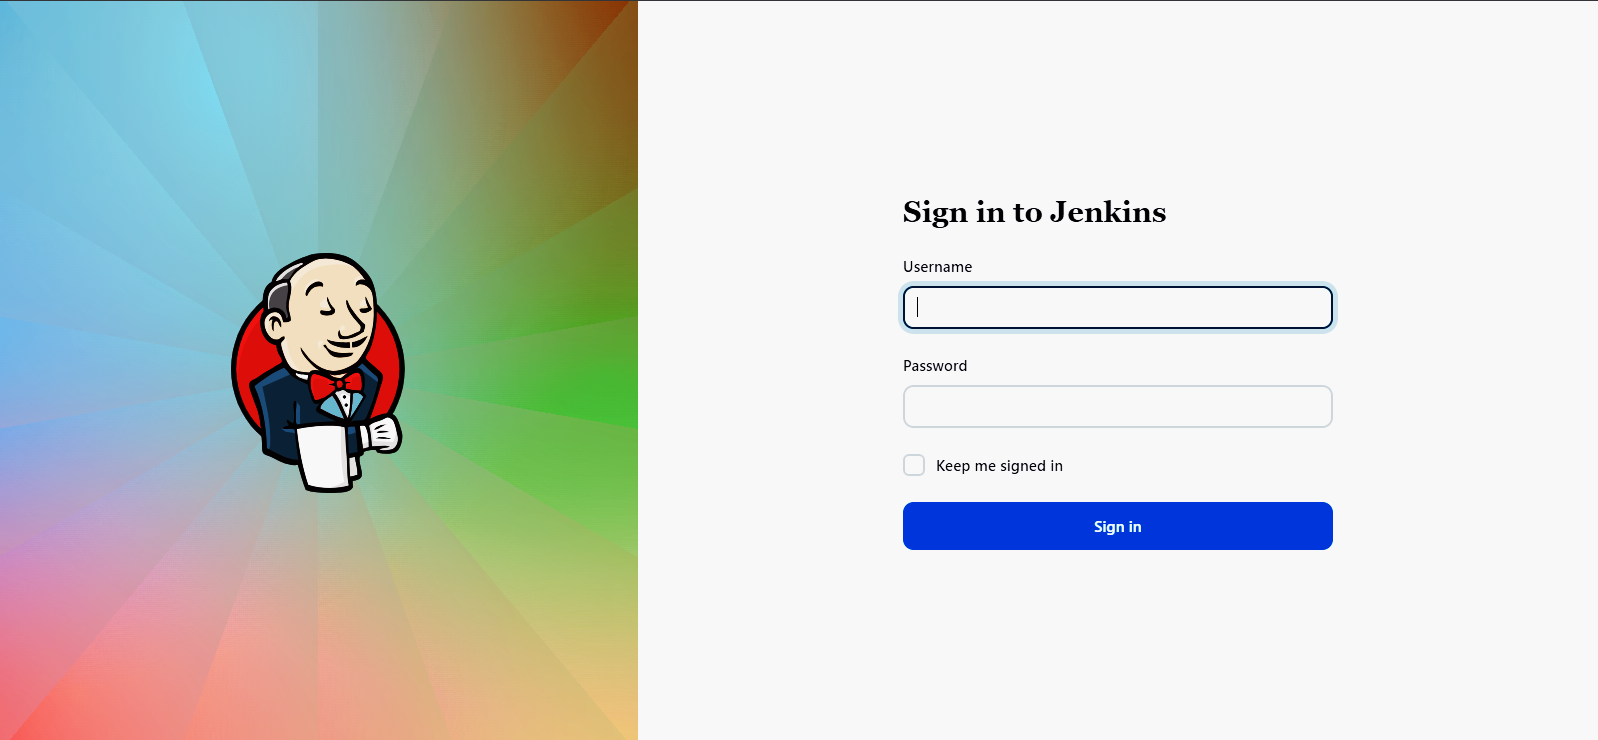 Sign in to Jenkins
Username
Password
Keep me signed in
Sign in